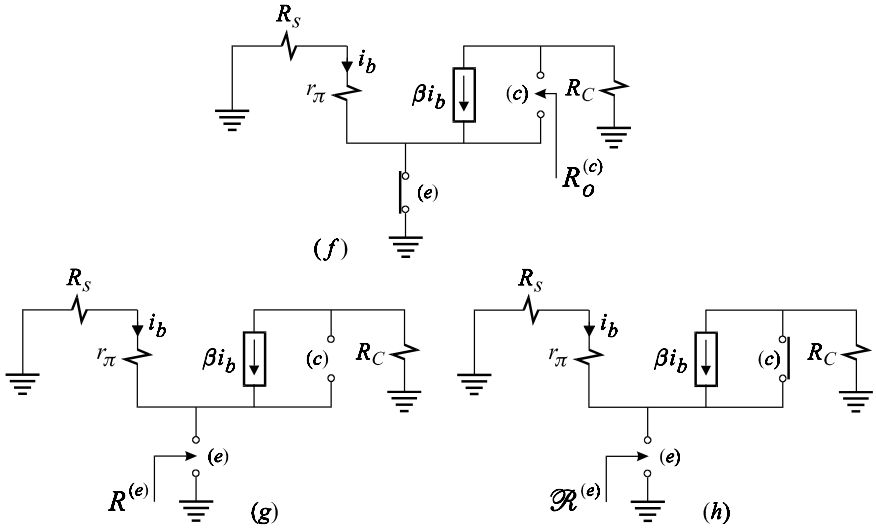 R_S
i_b
r_π
βi_b
(c)
R_C
R_o^(c)
(e)
(f)
R_S
i_b
r_π
βi_b
(c)
R_C
(e)
R^(e)
(g)
R_S
i_b
r_π
βi_b
(c)
R_C
(e)
ℛ^(e)
(h)